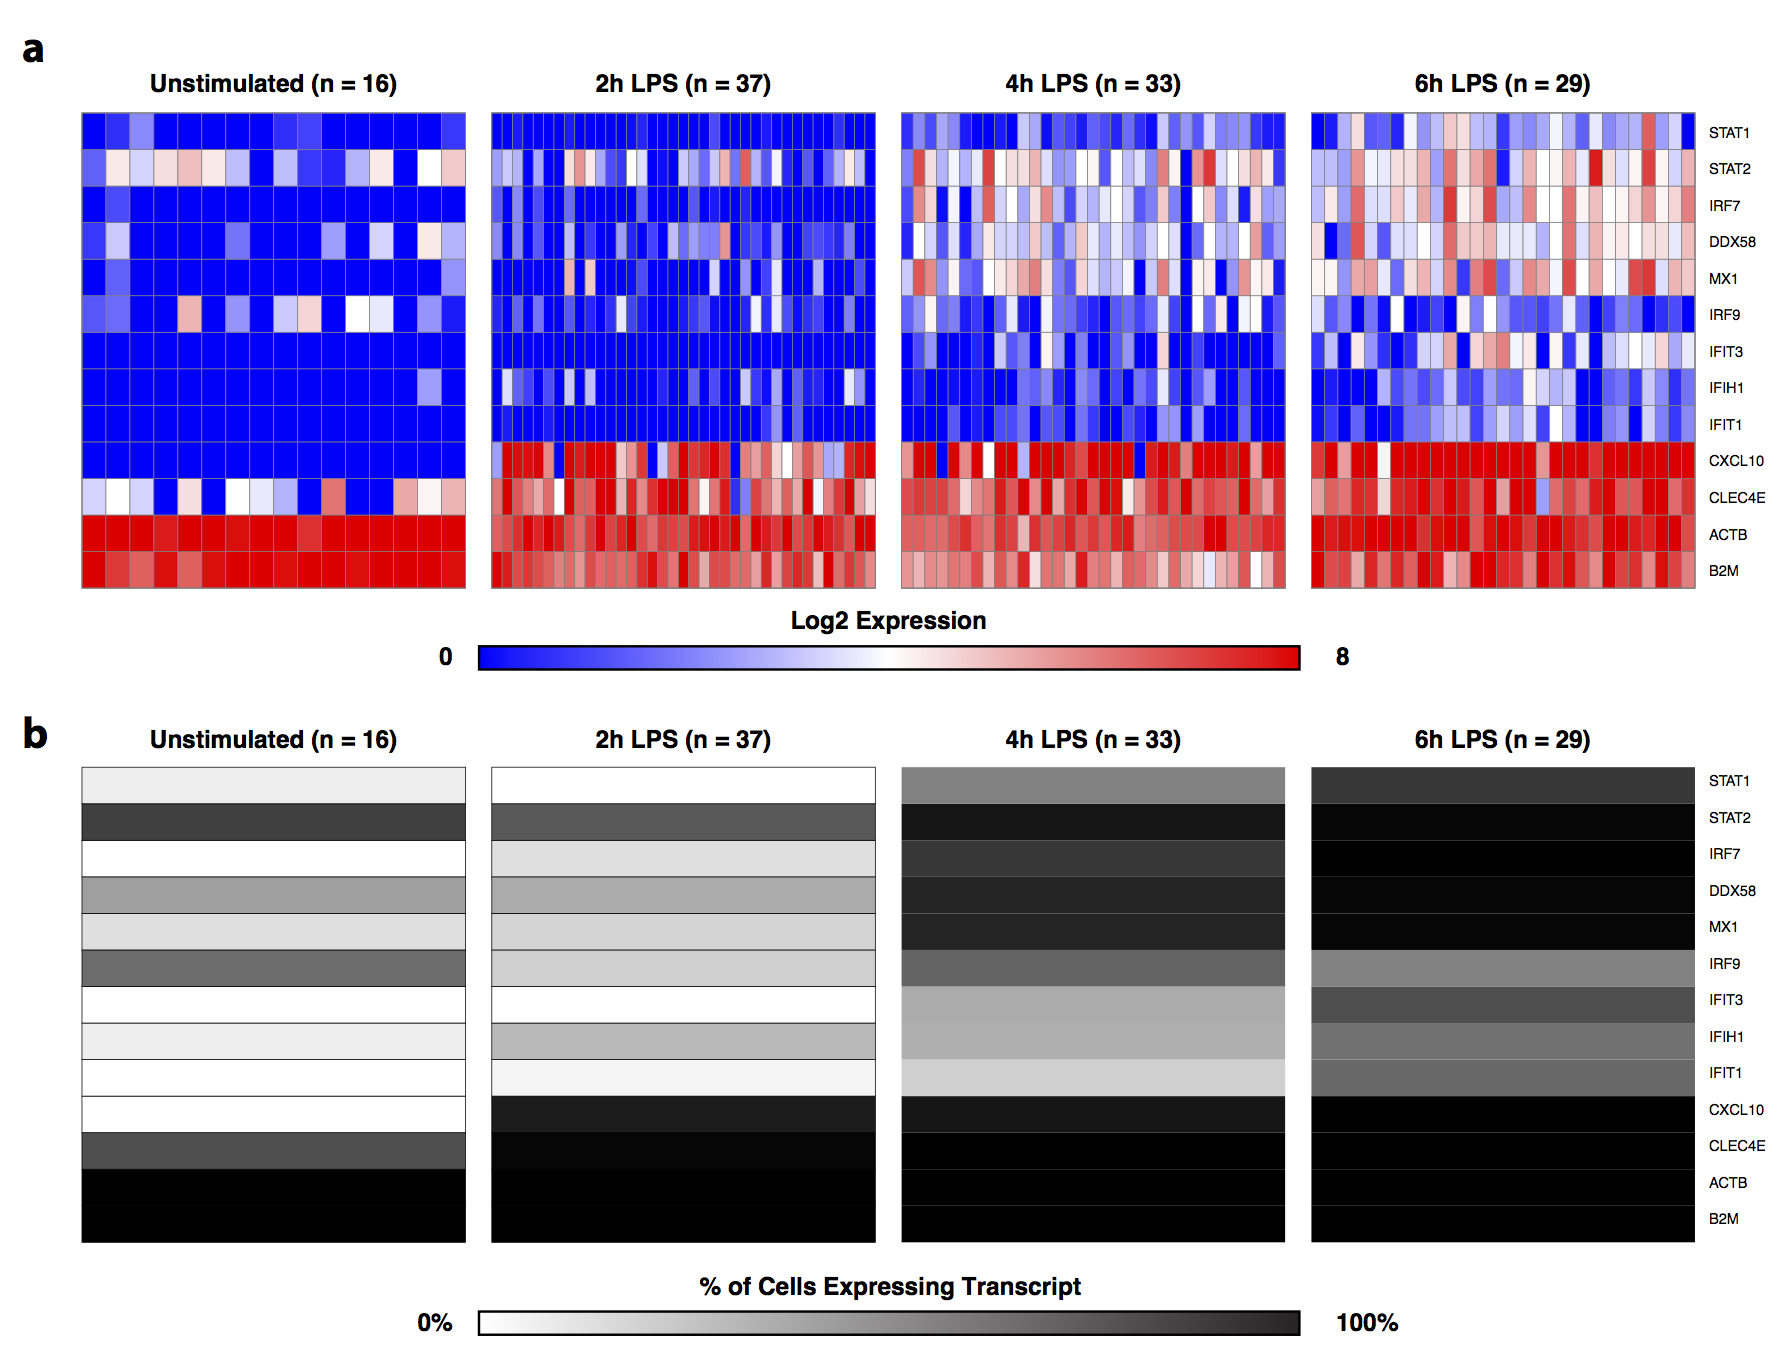 a
Unstimulated (n = 16) 2h LPS (n = 37) 4h LPS (n = 33) 6h LPS (n = 29)
STAT1
STAT2
IRF7
DDX58
MX1
IRF9
IFIT3
IFIH1
IFIT1
CXCL10
CLEC4E
ACTB
B2M
Log2 Expression
0 8
b
Unstimulated (n = 16) 2h LPS (n = 37) 4h LPS (n = 33) 6h LPS (n = 29)
STAT1
STAT2
IRF7
DDX58
MX1
IRF9
IFIT3
IFIH1
IFIT1
CXCL10
CLEC4E
ACTB
B2M
% of Cells Expressing Transcript
0% 100%